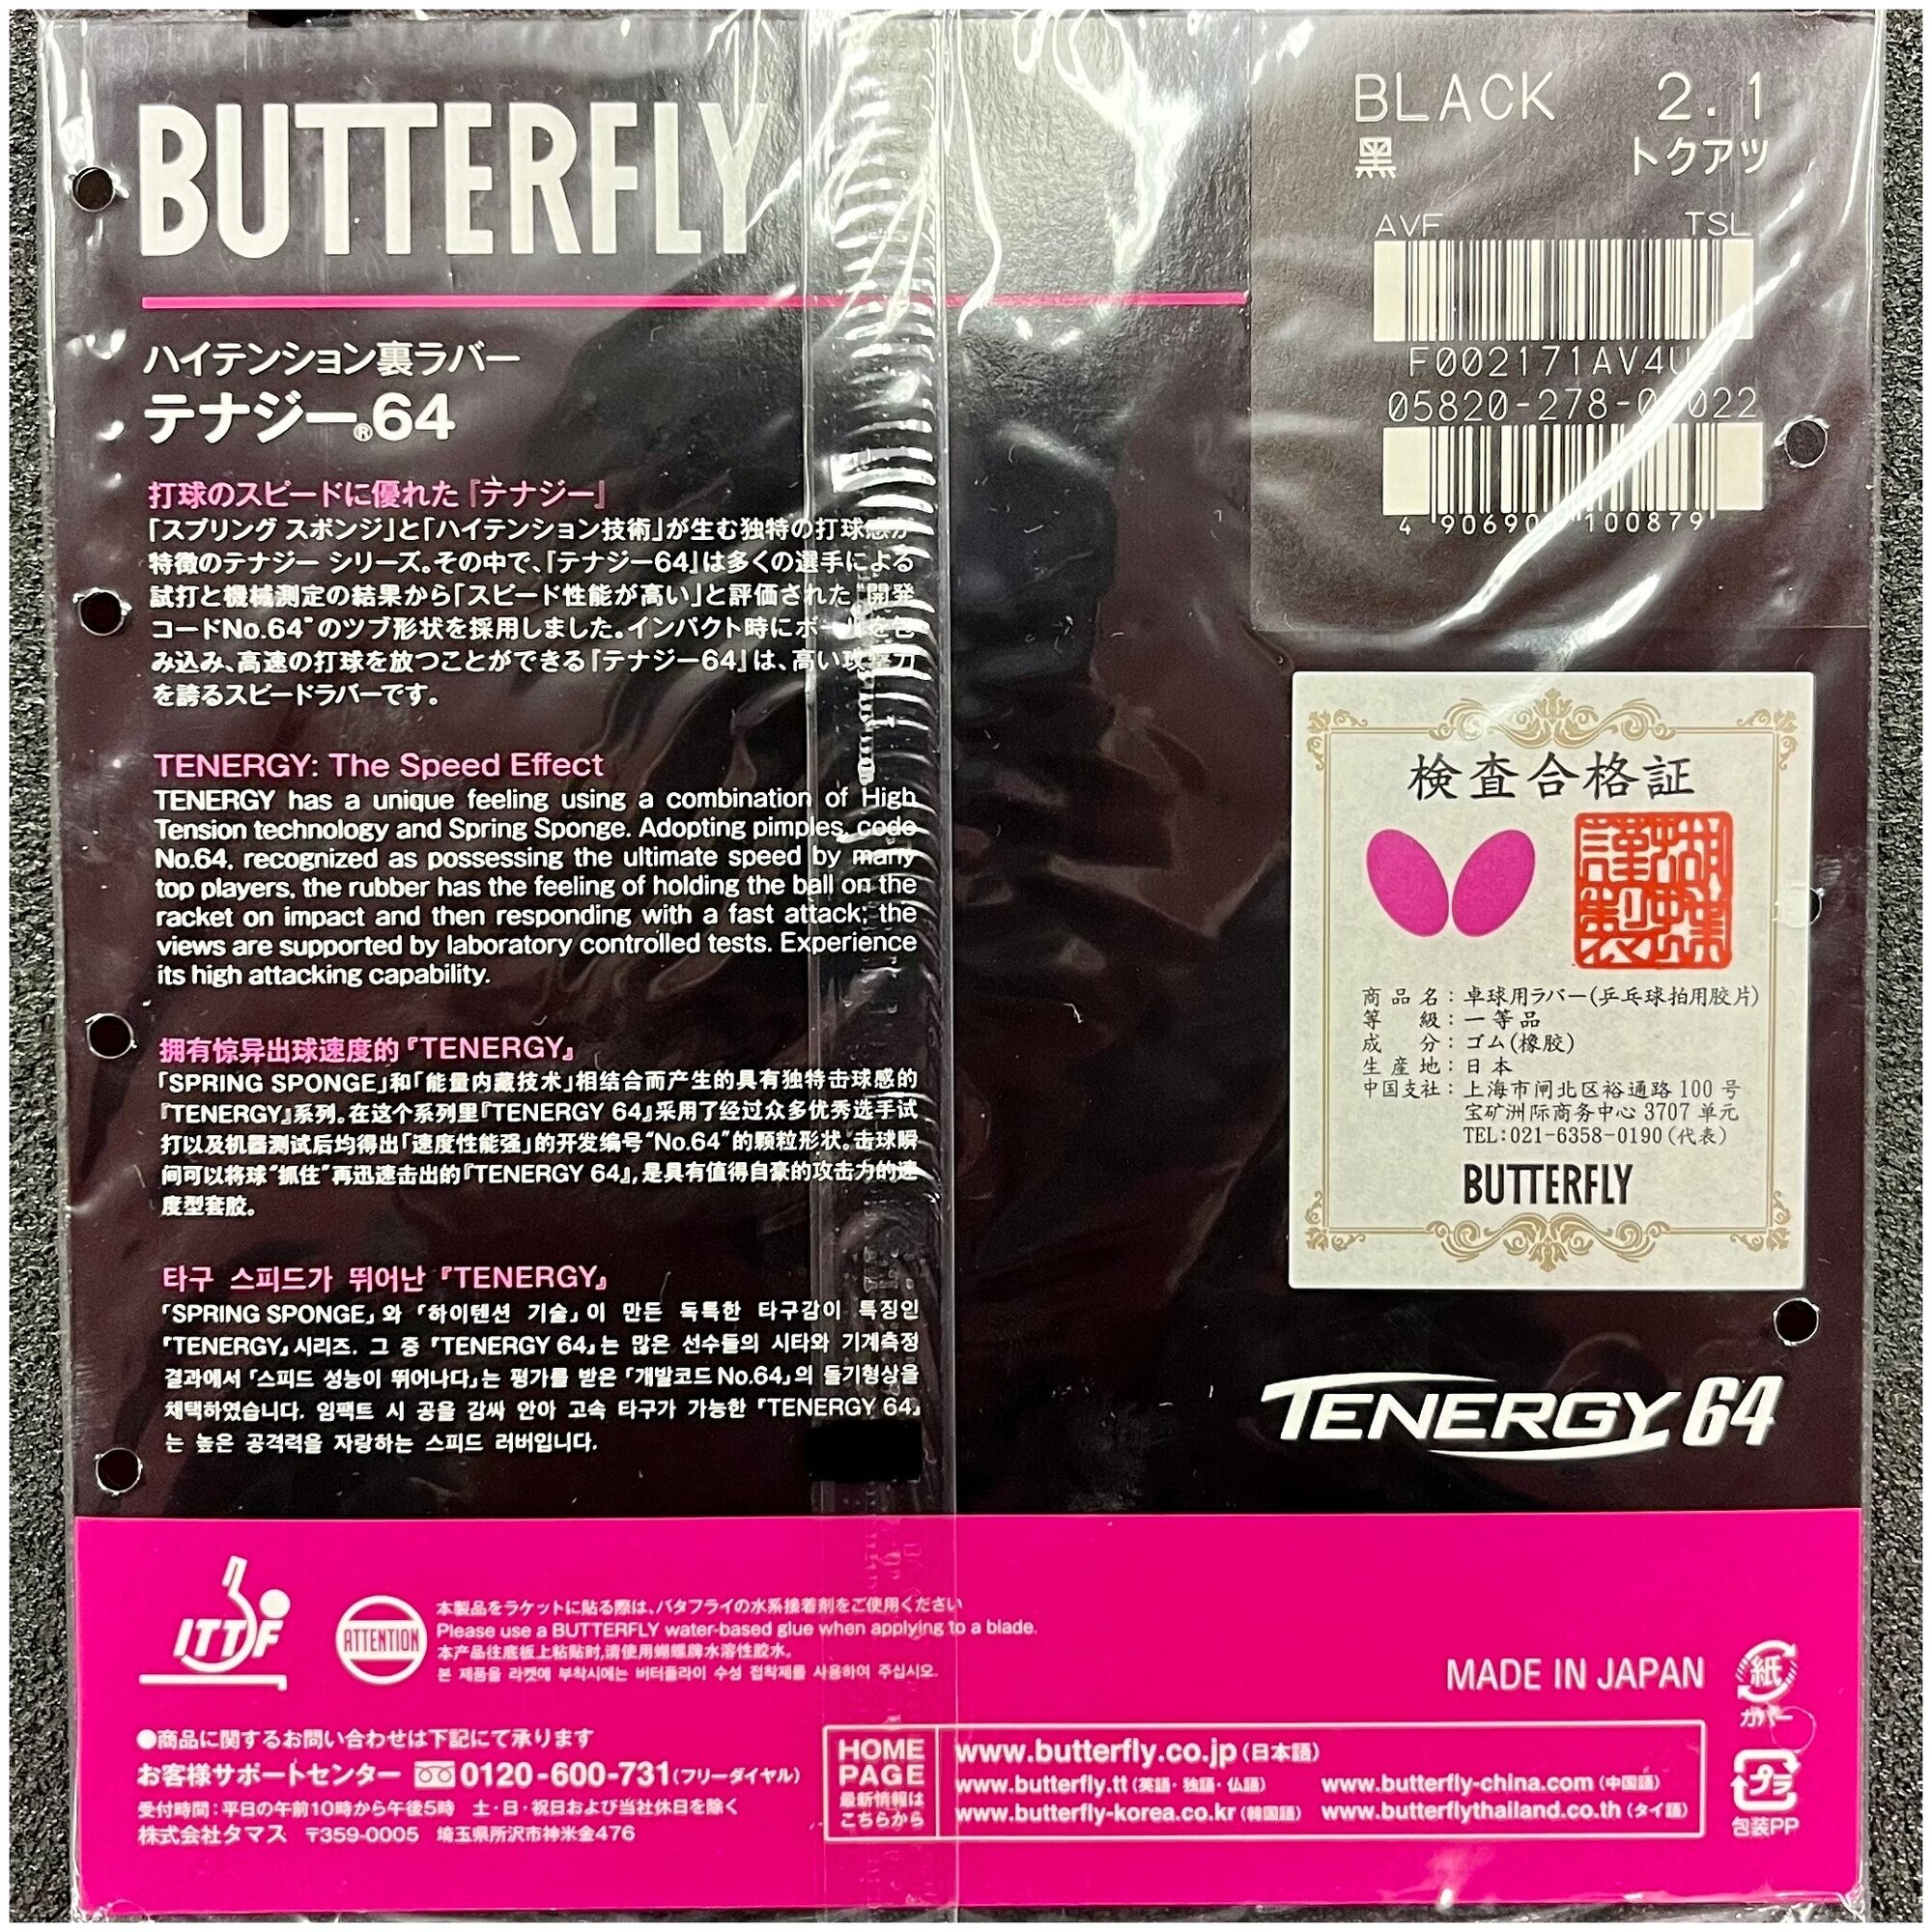 BUTTERFLY
ハイテンション裏ラバー
テナジー®64
打球のスピードに優れた『テナジー』
「スプリング スポンジ」と「ハイテンション技術」が生む独特の打球感が
特徴のテナジー シリーズ。その中で、「テナジー64」は多くの選手による
試打と機械測定の結果から「スピード性能が高い」と評価された"開発
コードNo.64"のツブ形状を採用しました。インパクト時にボールを包
み込み、高速の打球を放つことができる『テナジー64』は、高い攻撃力
を誇るスピードラバーです。
TENERGY: The Speed Effect
TENERGY has a unique feeling using a combination of High
Tension technology and Spring Sponge. Adopting pimples, code
No.64, recognized as possessing the ultimate speed by many
top players, the rubber has the feeling of holding the ball on the
racket on impact and then responding with a fast attack; the
views are supported by laboratory controlled tests. Experience
its high attacking capability.
拥有惊异出球速度的『TENERGY』
「SPRING SPONGE」和「能量内藏技术」相结合而产生的具有独特击球感的
『TENERGY』系列。在这个系列里『TENERGY 64』采用了经过众多优秀选手试
打以及机器测试后均得出「速度性能强」的开发编号"No.64"的颗粒形状。击球瞬
间可以将球"抓住"再迅速击出的『TENERGY 64』,是具有值得自豪的攻击力的速
度型套胶。
타구 스피드가 뛰어난 『TENERGY』
「SPRING SPONGE」와 「하이텐션 기술」이 만든 독특한 타구감이 특징인
『TENERGY』시리즈. 그 중 『TENERGY 64』는 많은 선수들의 시타와 기계측정
결과에서 「스피드 성능이 뛰어나다」는 평가를 받은 「개발코드 No.64」의 돌기형상을
채택하였습니다. 임팩트 시 공을 감싸 안아 고속 타구가 가능한 『TENERGY 64』
는 높은 공격력을 자랑하는 스피드 러버입니다.
BLACK 2.1
黒 トクアツ
AVF TSL
F002171AV4U
05820-278- 022
4 90690 100879
検査合格証
謹製 蝴蝶
商品名：卓球用ラバー(乒乓球拍用胶片)
等級：一等品
成分：ゴム(橡胶)
生産地：日本
中国支社：上海市闸北区裕通路 100 号
宝矿洲际商务中心 3707 单元
TEL:021-6358-0190(代表)
BUTTERFLY
TENERGY 64
ITTF
ATTENTION
本製品をラケットに貼る際は、バタフライの水系接着剤をご使用ください
Please use a BUTTERFLY water-based glue when applying to a blade.
本产品往底板上粘贴时,请使用蝴蝶牌水溶性胶水。
본 제품을 라켓에 부착시에는 버터플라이 수성 접착제를 사용하여 주십시오.
MADE IN JAPAN
紙
カバー
●商品に関するお問い合わせは下記にて承ります
お客様サポートセンター 0120-600-731(フリーダイヤル)
受付時間：平日の午前10時から午後5時 土・日・祝日および当社休日を除く
株式会社タマス 〒359-0005 埼玉県所沢市神米金476
HOME PAGE
最新情報は
こちらから
www.butterfly.co.jp(日本語)
www.butterfly.tt(英語・独語・仏語) www.butterfly-china.com(中国語)
www.butterfly-korea.co.kr(韓国語) www.butterflythailand.co.th(タイ語)
プラ
包装PP